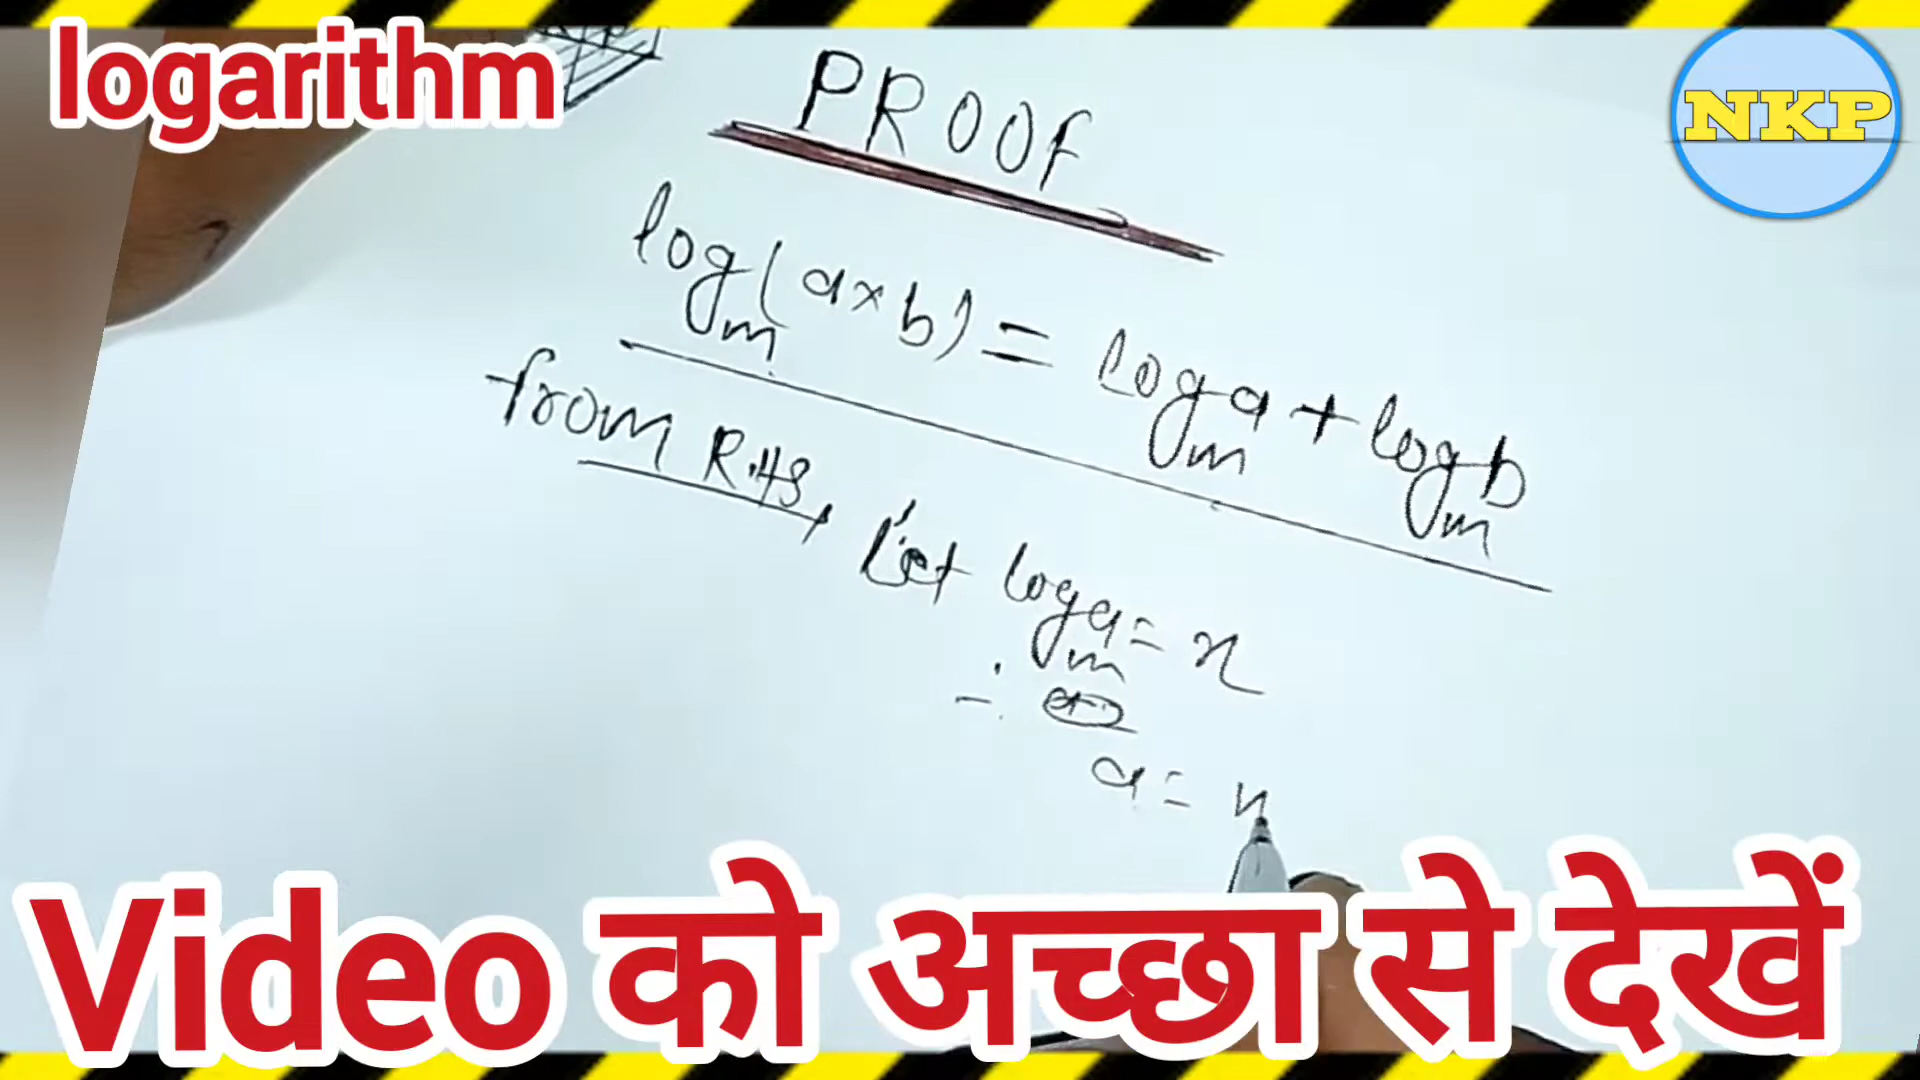 logarithm
NKP
PROOF
log_m(a×b) = log_m a + log_m b
from R.H.S, Let log_m a = x
∴
a =
Video को अच्छा से देखें